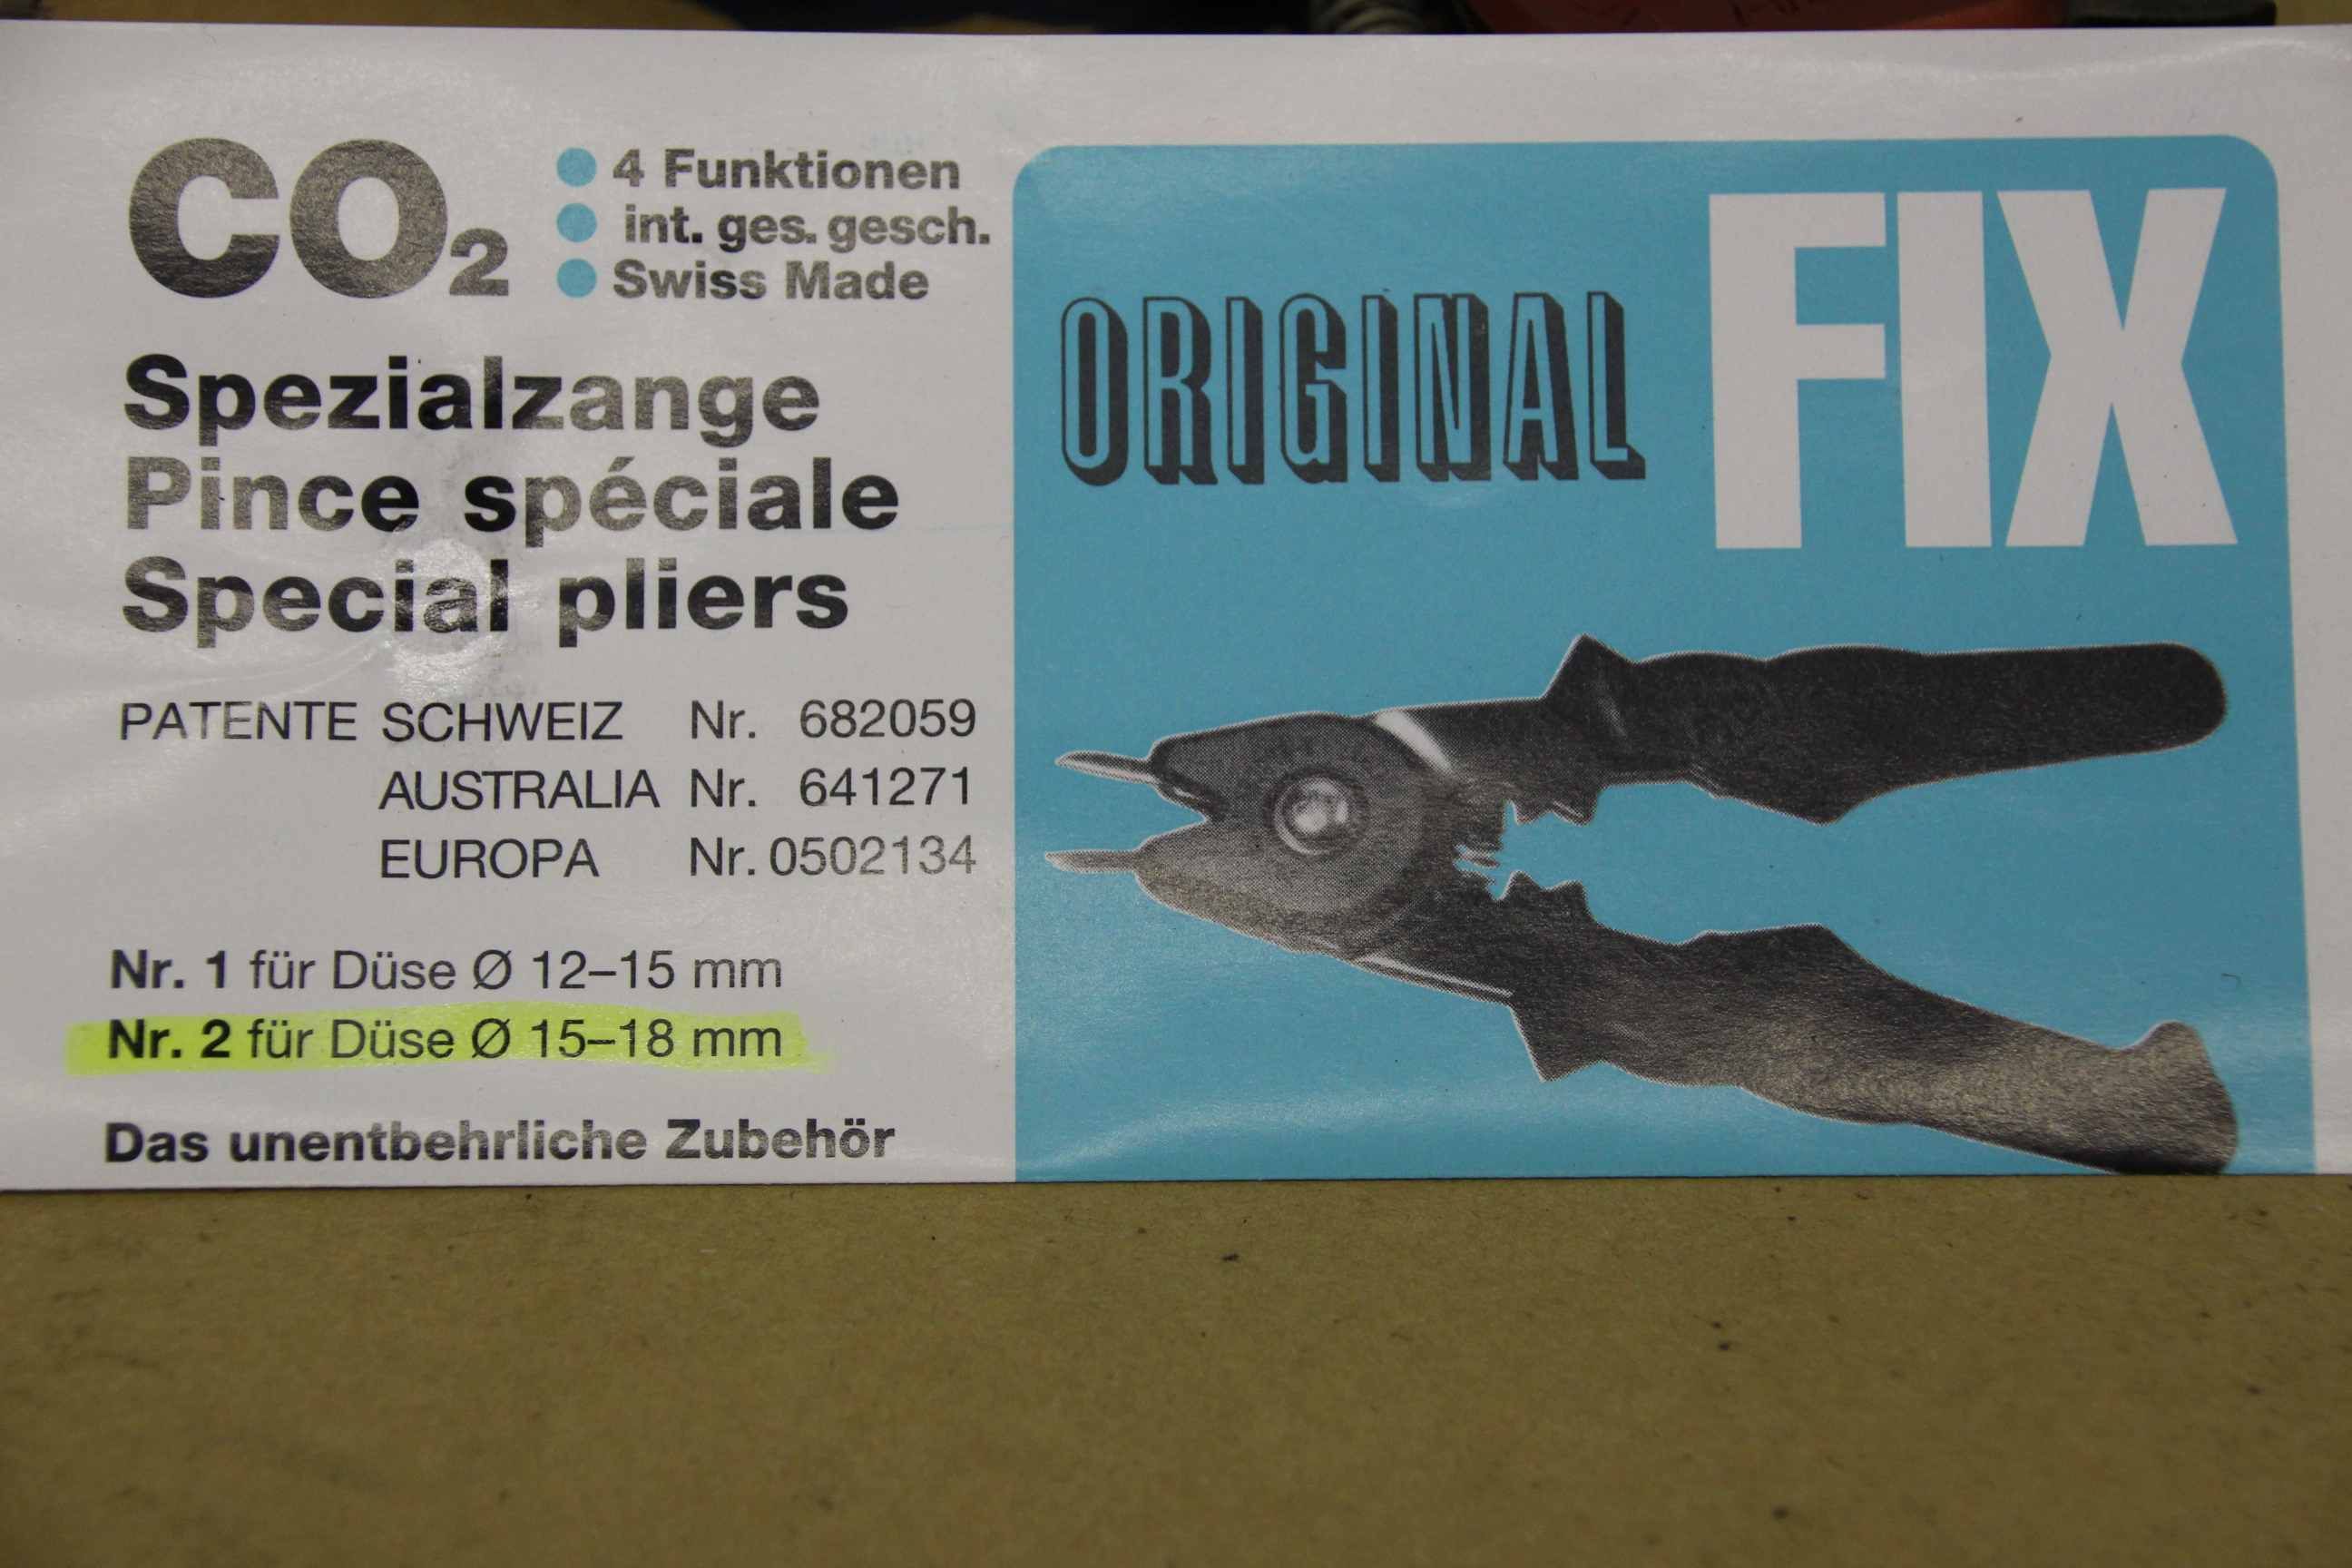 CO₂
4 Funktionen
int. ges. gesch.
Swiss Made
Spezialzange
Pince spéciale
Special pliers
PATENTE SCHWEIZ Nr. 682059
AUSTRALIA Nr. 641271
EUROPA Nr. 0502134
Nr. 1 für Düse Ø 12–15 mm
Nr. 2 für Düse Ø 15–18 mm
Das unentbehrliche Zubehör
ORIGINAL FIX